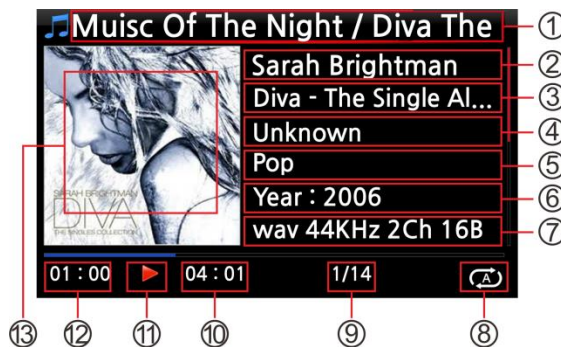 Muisc Of The Night / Diva The
①
Sarah Brightman
②
Diva - The Single Al...
③
Unknown
④
Pop
⑤
Year : 2006
⑥
wav 44KHz 2Ch 16B
⑦
SARAH BRIGHTMAN
DIVA
THE SINGLES COLLECTION
01 : 00
04 : 01
1/14
A
⑬ ⑫ ⑪ ⑩ ⑨ ⑧